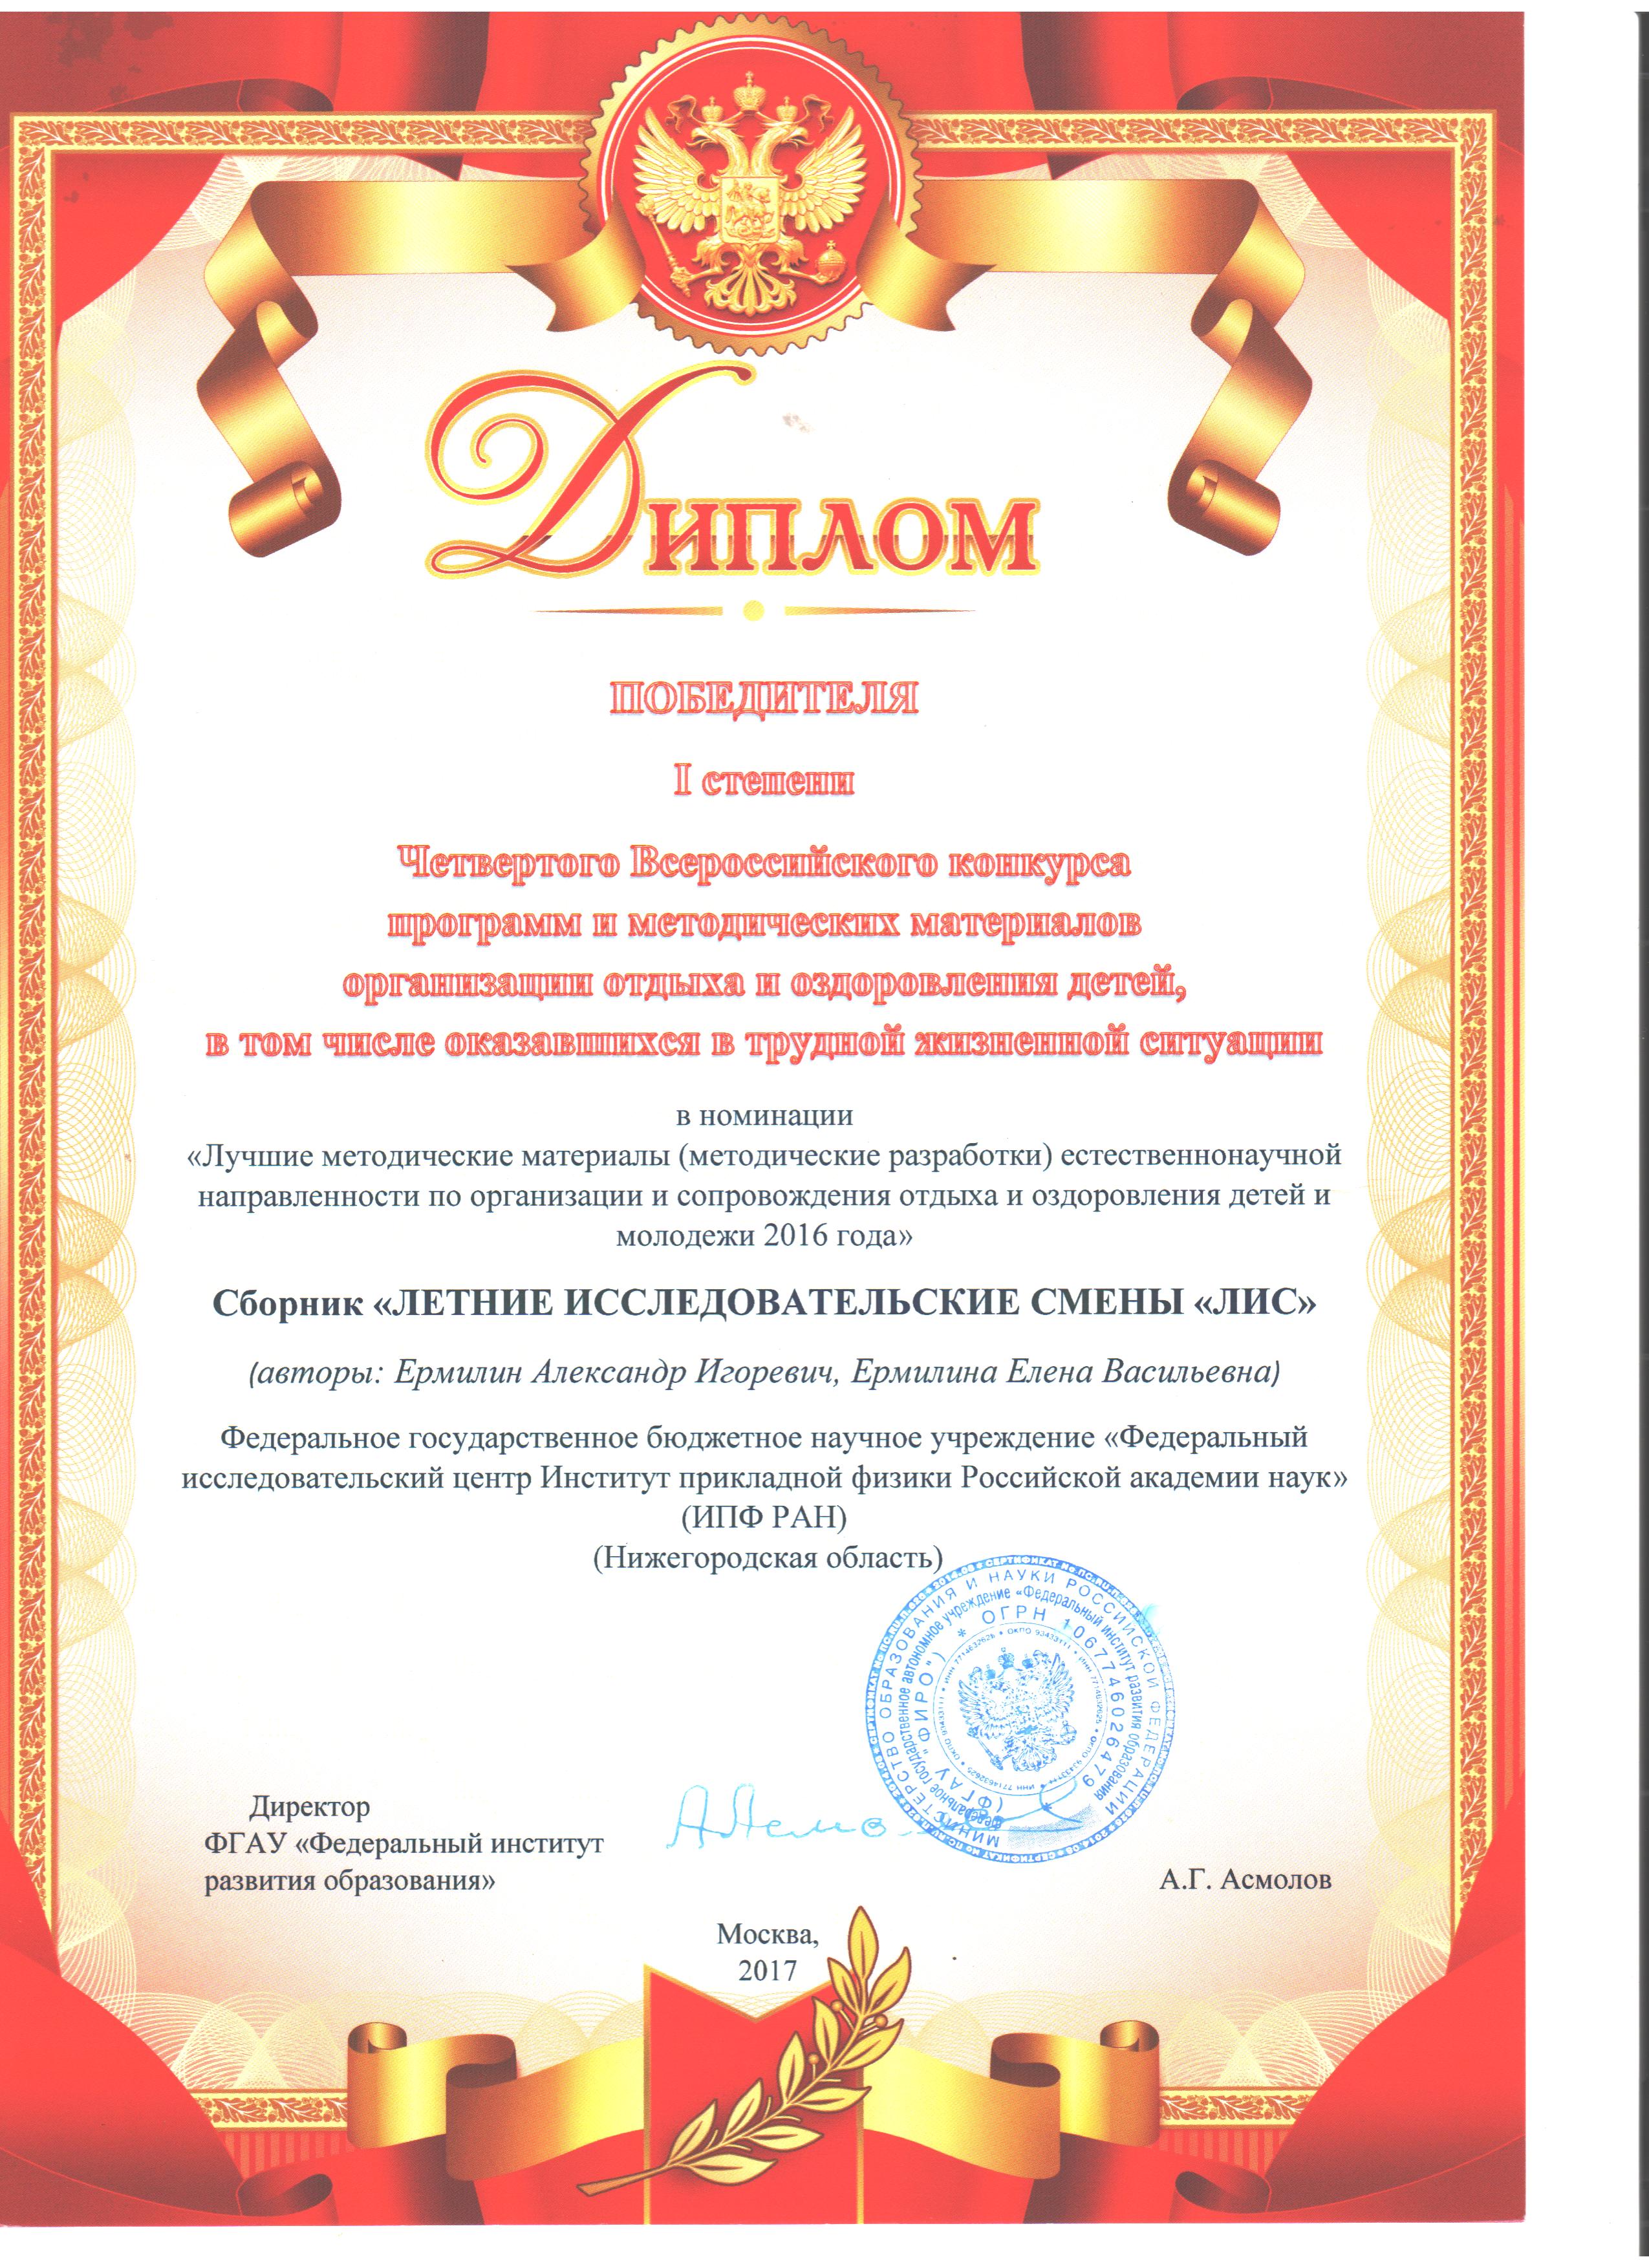 Диплом
ПОБЕДИТЕЛЯ
I степени
Четвертого Всероссийского конкурса
программ и методических материалов
организации отдыха и оздоровления детей,
в том числе оказавшихся в трудной жизненной ситуации
в номинации
«Лучшие методические материалы (методические разработки) естественнонаучной
направленности по организации и сопровождения отдыха и оздоровления детей и
молодежи 2016 года»
Сборник «ЛЕТНИЕ ИССЛЕДОВАТЕЛЬСКИЕ СМЕНЫ «ЛИС»
(авторы: Ермилин Александр Игоревич, Ермилина Елена Васильевна)
Федеральное государственное бюджетное научное учреждение «Федеральный
исследовательский центр Институт прикладной физики Российской академии наук»
(ИПФ РАН)
(Нижегородская область)
МИНИСТЕРСТВО ОБРАЗОВАНИЯ И НАУКИ РОССИЙСКОЙ ФЕДЕРАЦИИ
Федеральное государственное автономное учреждение «Федеральный институт развития образования
(ФГАУ "ФИРО") * ОГРН 1067746026479
ИНН 7714632625 * ОКПО 93433111
Директор
ФГАУ «Федеральный институт
развития образования»
А.Г. Асмолов
Москва,
2017